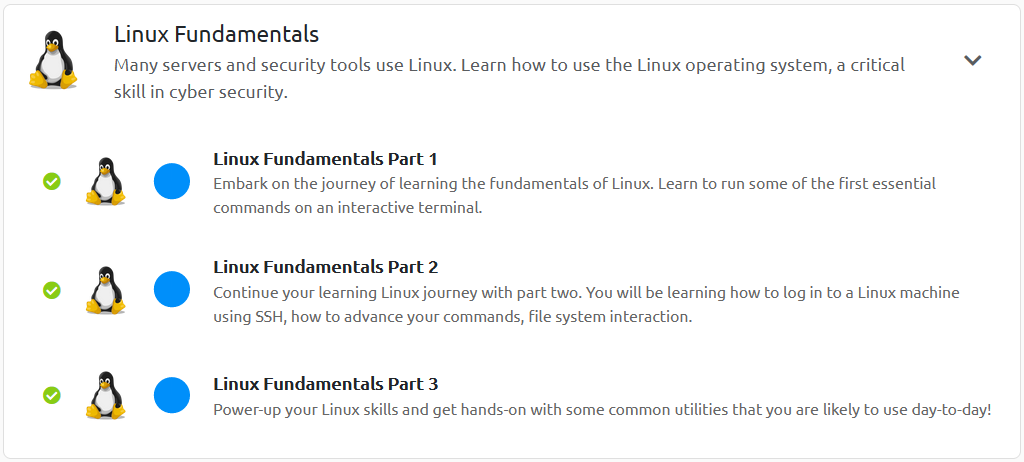 Linux Fundamentals
Many servers and security tools use Linux. Learn how to use the Linux operating system, a critical
skill in cyber security.
Linux Fundamentals Part 1
Embark on the journey of learning the fundamentals of Linux. Learn to run some of the first essential
commands on an interactive terminal.
Linux Fundamentals Part 2
Continue your learning Linux journey with part two. You will be learning how to log in to a Linux machine
using SSH, how to advance your commands, file system interaction.
Linux Fundamentals Part 3
Power-up your Linux skills and get hands-on with some common utilities that you are likely to use day-to-day!